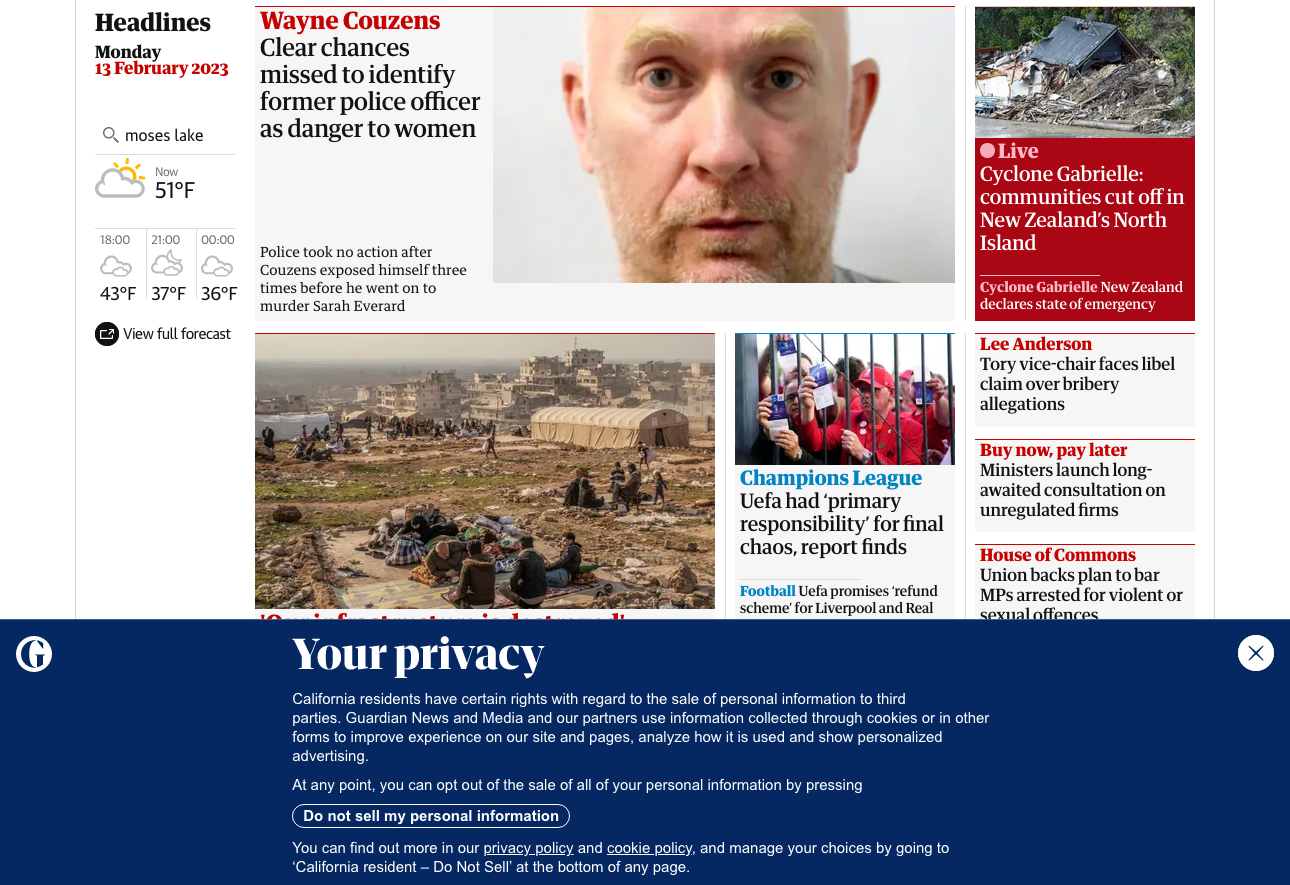 Headlines
Monday
13 February 2023
moses lake
Now
51°F
18:00
21:00
00:00
43°F
37°F
36°F
View full forecast
Wayne Couzens
Clear chances
missed to identify
former police officer
as danger to women
Police took no action after
Couzens exposed himself three
times before he went on to
murder Sarah Everard
Live
Cyclone Gabrielle:
communities cut off in
New Zealand's North
Island
Cyclone Gabrielle New Zealand
declares state of emergency
Champions League
Uefa had 'primary
responsibility' for final
chaos, report finds
Football Uefa promises 'refund
scheme' for Liverpool and Real
Lee Anderson
Tory vice-chair faces libel
claim over bribery
allegations
Buy now, pay later
Ministers launch long-
awaited consultation on
unregulated firms
House of Commons
Union backs plan to bar
MPs arrested for violent or
sexual offences
'Our infrastructure is destroyed'
Your privacy
California residents have certain rights with regard to the sale of personal information to third
parties. Guardian News and Media and our partners use information collected through cookies or in other
forms to improve experience on our site and pages, analyze how it is used and show personalized
advertising.
At any point, you can opt out of the sale of all of your personal information by pressing
Do not sell my personal information
You can find out more in our privacy policy and cookie policy, and manage your choices by going to
‘California resident – Do Not Sell’ at the bottom of any page.